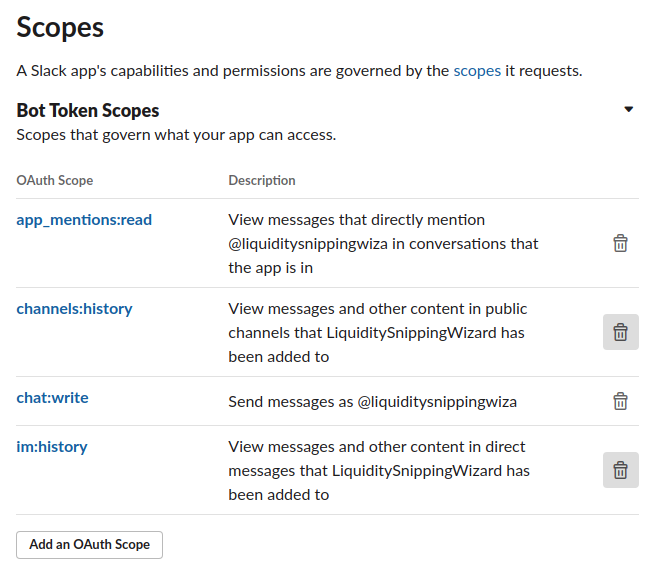 Scopes
A Slack app's capabilities and permissions are governed by the scopes it requests.
Bot Token Scopes
Scopes that govern what your app can access.
OAuth Scope Description
app_mentions:read View messages that directly mention
@liquiditysnippingwiza in conversations that
the app is in
channels:history View messages and other content in public
channels that LiquiditySnippingWizard has
been added to
chat:write Send messages as @liquiditysnippingwiza
im:history View messages and other content in direct
messages that LiquiditySnippingWizard has
been added to
Add an OAuth Scope